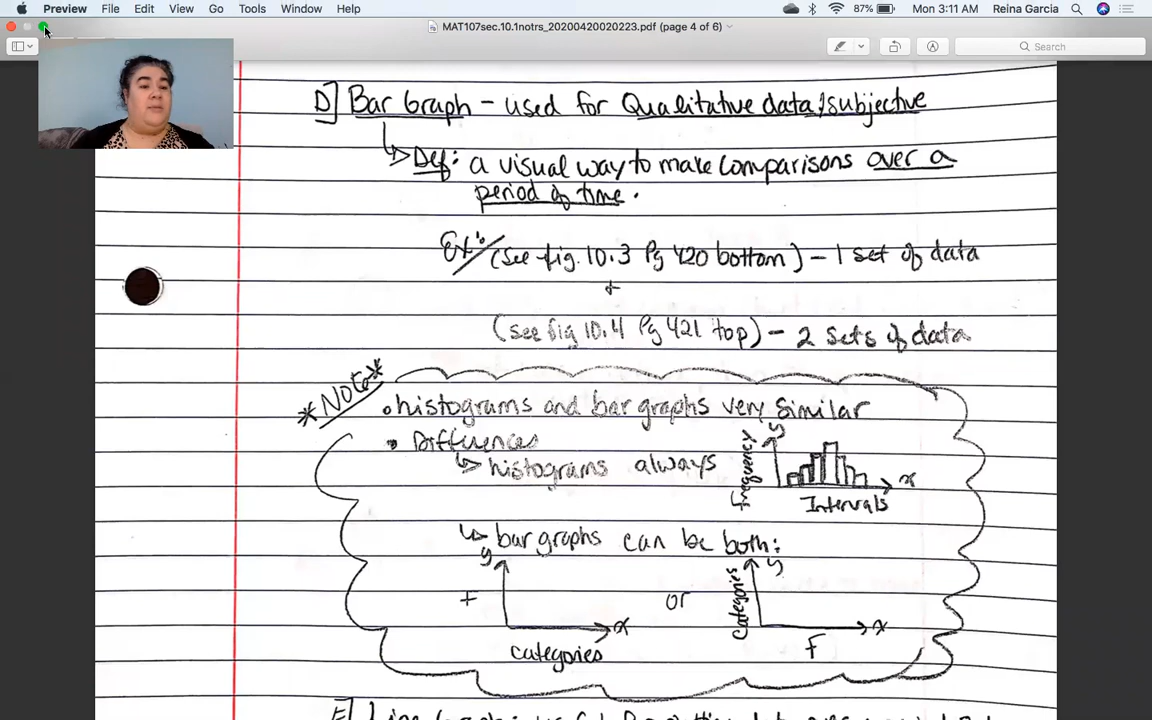 Preview File Edit View Go Tools Window Help 87% Mon 3:11 AM Reina Garcia
MAT107sec.10.1notrs_20200420020223.pdf (page 4 of 6)
Search
D] Bar Graph - used for Qualitative data/subjective
Def: a visual way to make comparisons over a
period of time.
Ex: (See fig. 10.3 Pg 420 bottom) - 1 set of data
+
(see fig 10.4 Pg 421 top) - 2 sets of data
*Note*
• histograms and bar graphs very similar
• Differences
↳ histograms always
Frequency y x
Intervals
↳ bar graphs can be both:
y x
categories
or
Categories y x
F